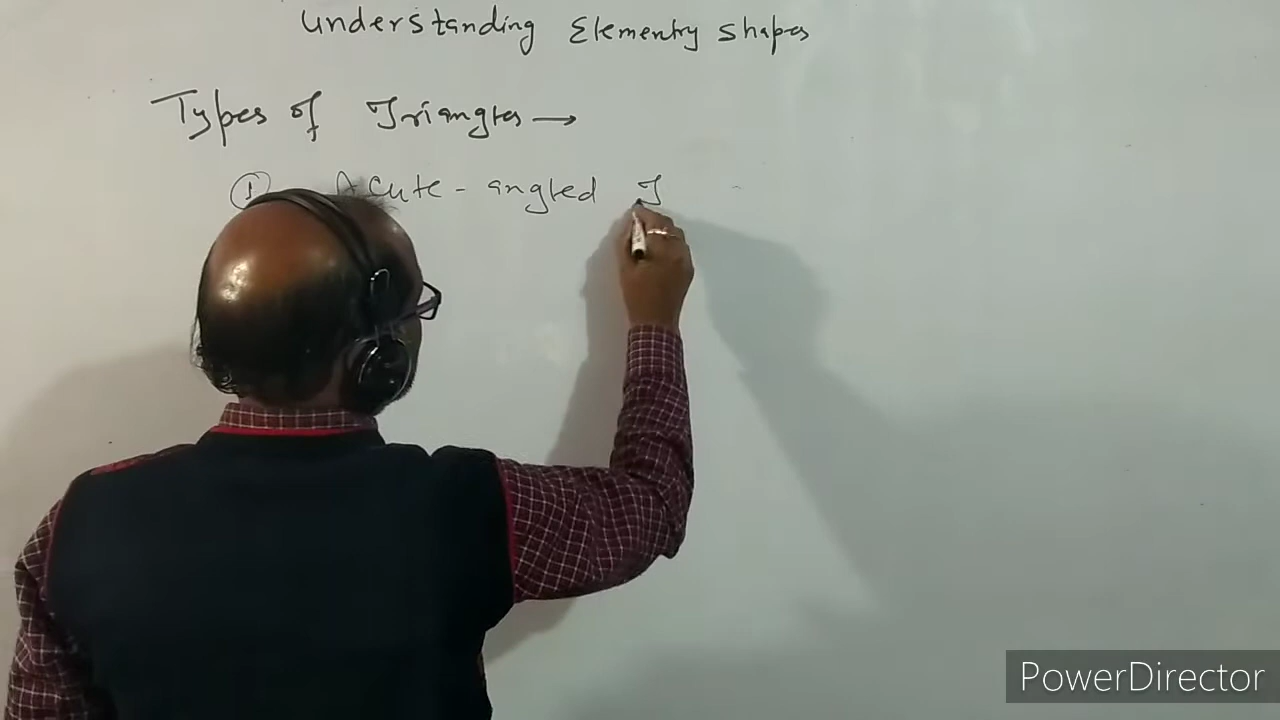 Understanding Elementry Shapes
Types of Triangles →
① Acute-angled T
PowerDirector